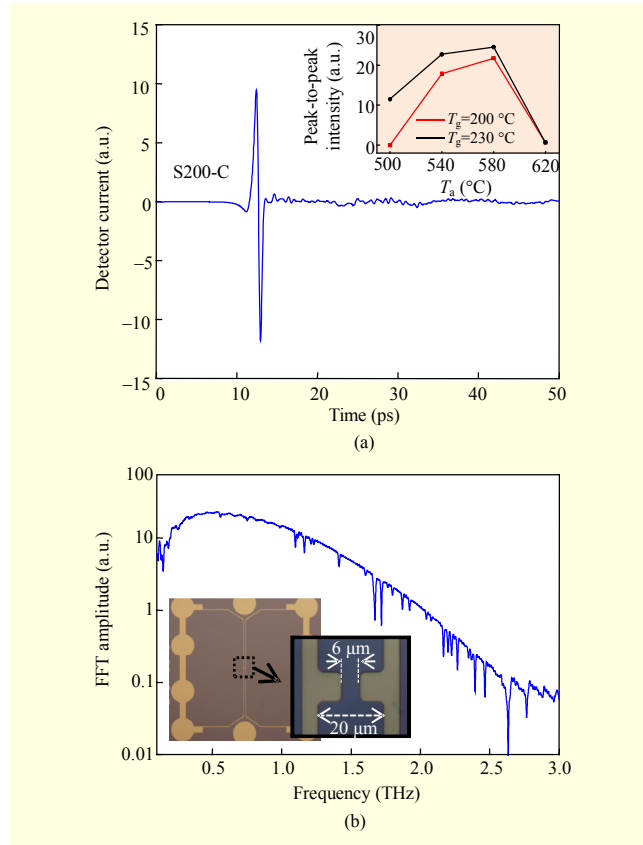 15
10
5
0
−5
−10
−15
Detector current (a.u.)
S200-C
0 10 20 30 40 50
Time (ps)
30
20
10
0
Peak-to-peak
intensity (a.u.)
Tg=200 °C
Tg=230 °C
500 540 580 620
Ta (°C)
(a)
100
10
1
0.1
0.01
FFT amplitude (a.u.)
6 μm
20 μm
0.5 1.0 1.5 2.0 2.5 3.0
Frequency (THz)
(b)